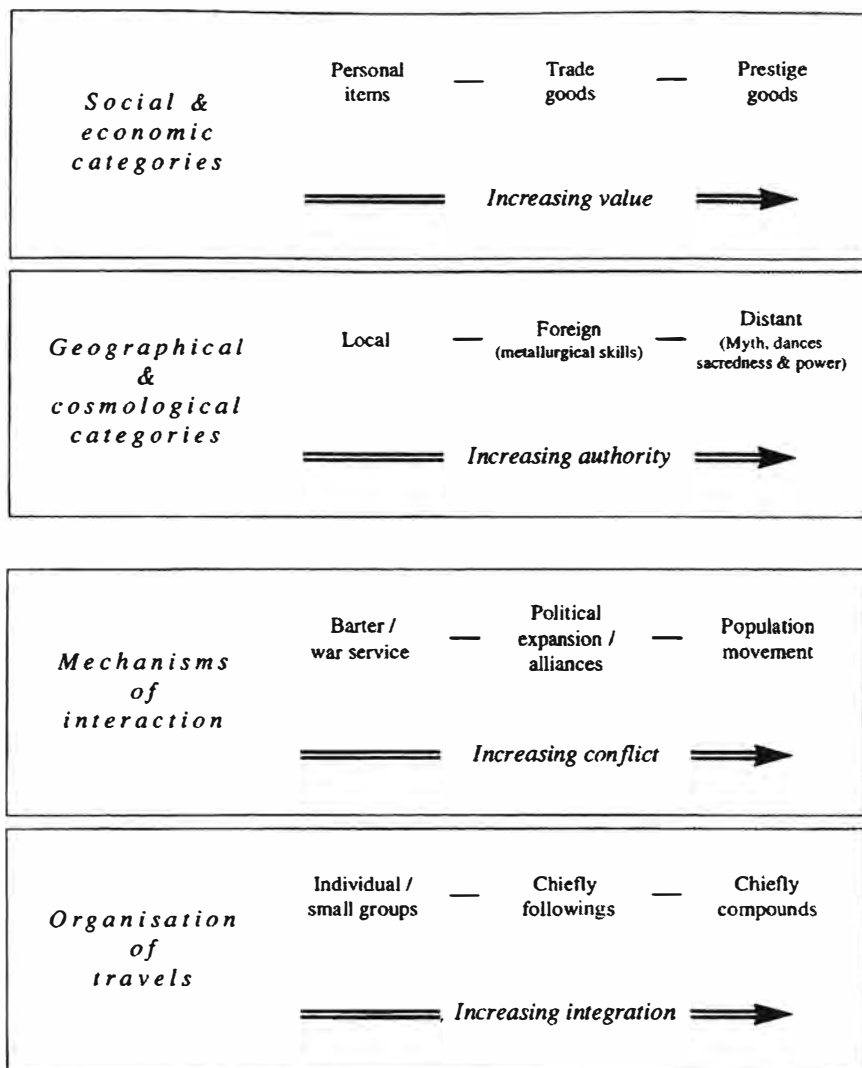 Social &
economic
categories
Personal — Trade — Prestige
items goods goods
Increasing value
Geographical
&
cosmological
categories
Local — Foreign — Distant
(metallurgical skills) (Myth, dances
sacredness & power)
Increasing authority
Mechanisms
of
interaction
Barter / — Political — Population
war service expansion / movement
alliances
Increasing conflict
Organisation
of
travels
Individual / — Chiefly — Chiefly
small groups followings compounds
, Increasing integration